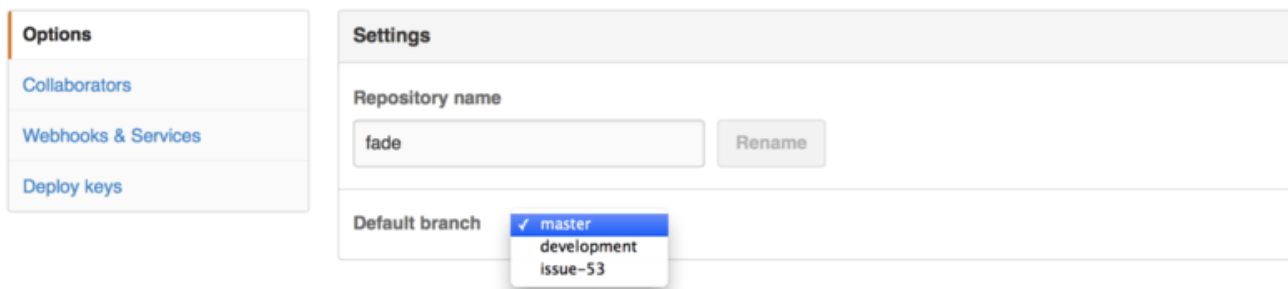 Options
Collaborators
Webhooks & Services
Deploy keys
Settings
Repository name
fade
Rename
Default branch
✓ master
development
issue-53